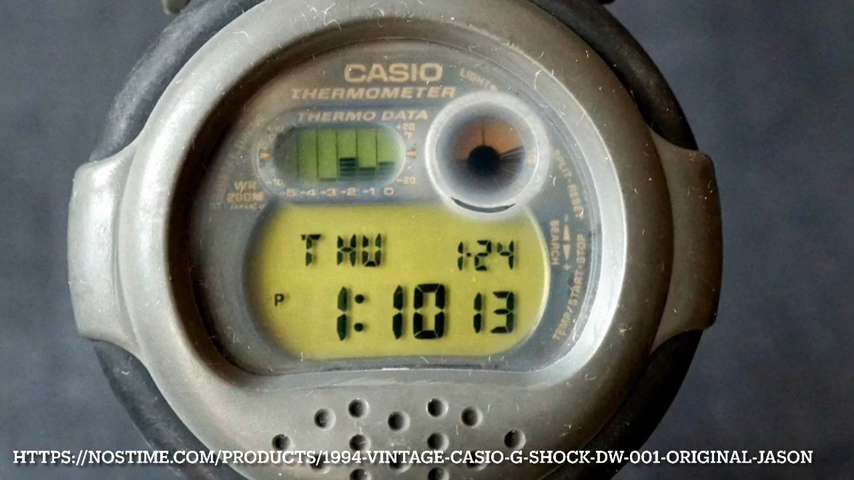 CASIO
LIGHT
THERMOMETER
THERMO DATA
+20
°F
-10
-20
-5 -4 -3 -2 -1 0
W.R.
200M
SPLIT·RESET
SEARCH
- +
TEMP/START·STOP
THU 1-24
P 1:10 13
HTTPS://NOSTIME.COM/PRODUCTS/1994-VINTAGE-CASIO-G-SHOCK-DW-001-ORIGINAL-JASON